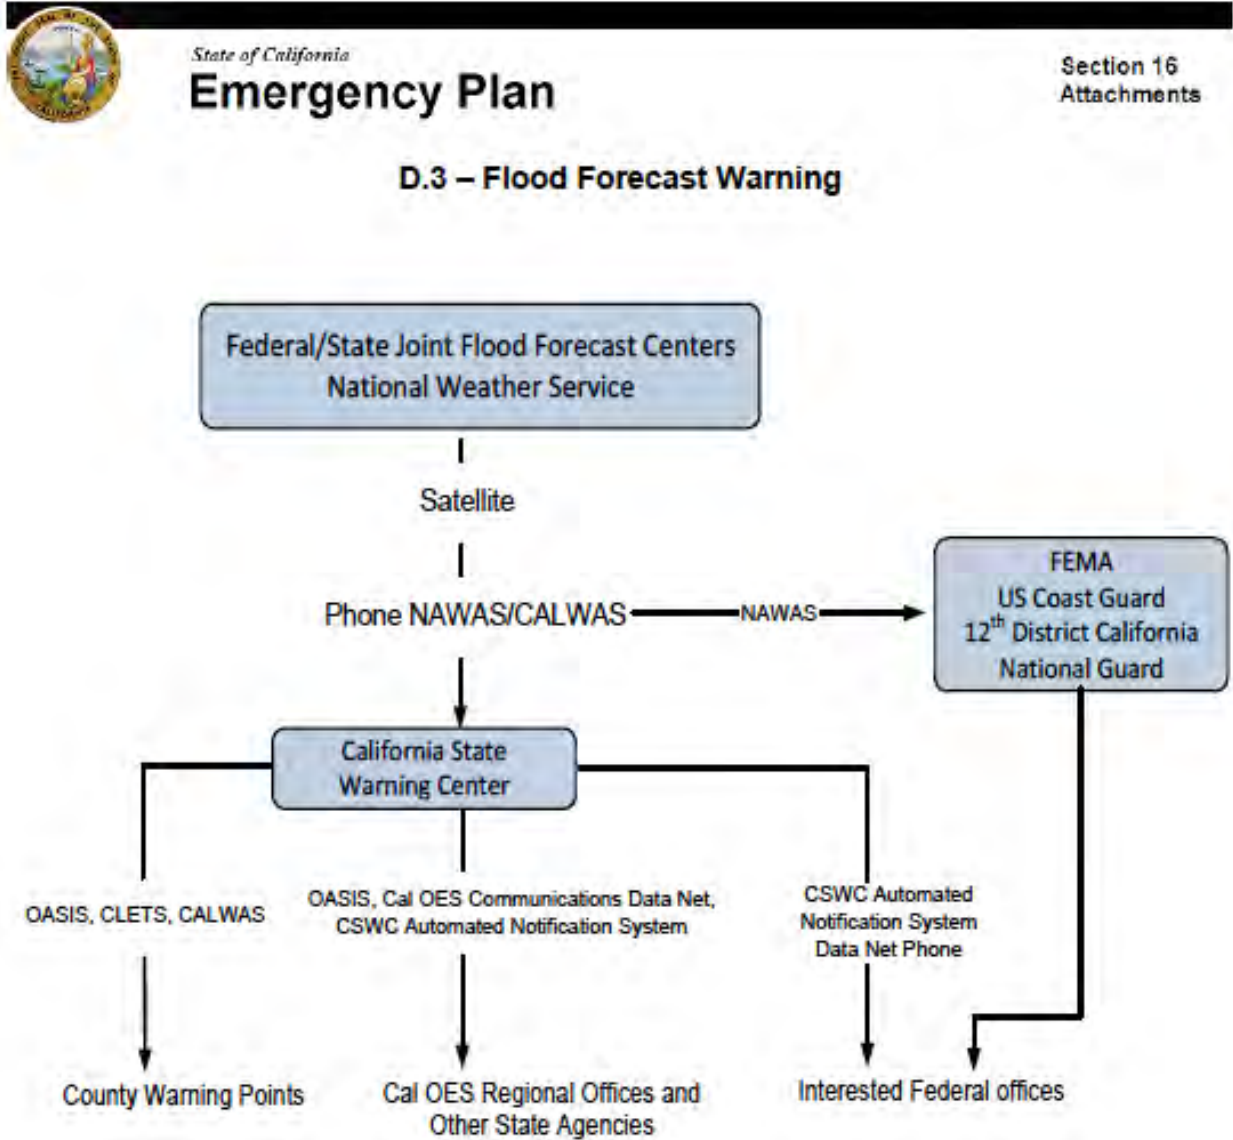 State of California
Emergency Plan
Section 16
Attachments
D.3 – Flood Forecast Warning
Federal/State Joint Flood Forecast Centers
National Weather Service
Satellite
Phone NAWAS/CALWAS
NAWAS
FEMA
US Coast Guard
12th District California
National Guard
California State
Warning Center
OASIS, CLETS, CALWAS
OASIS, Cal OES Communications Data Net,
CSWC Automated Notification System
CSWC Automated
Notification System
Data Net Phone
County Warning Points
Cal OES Regional Offices and
Other State Agencies
Interested Federal offices